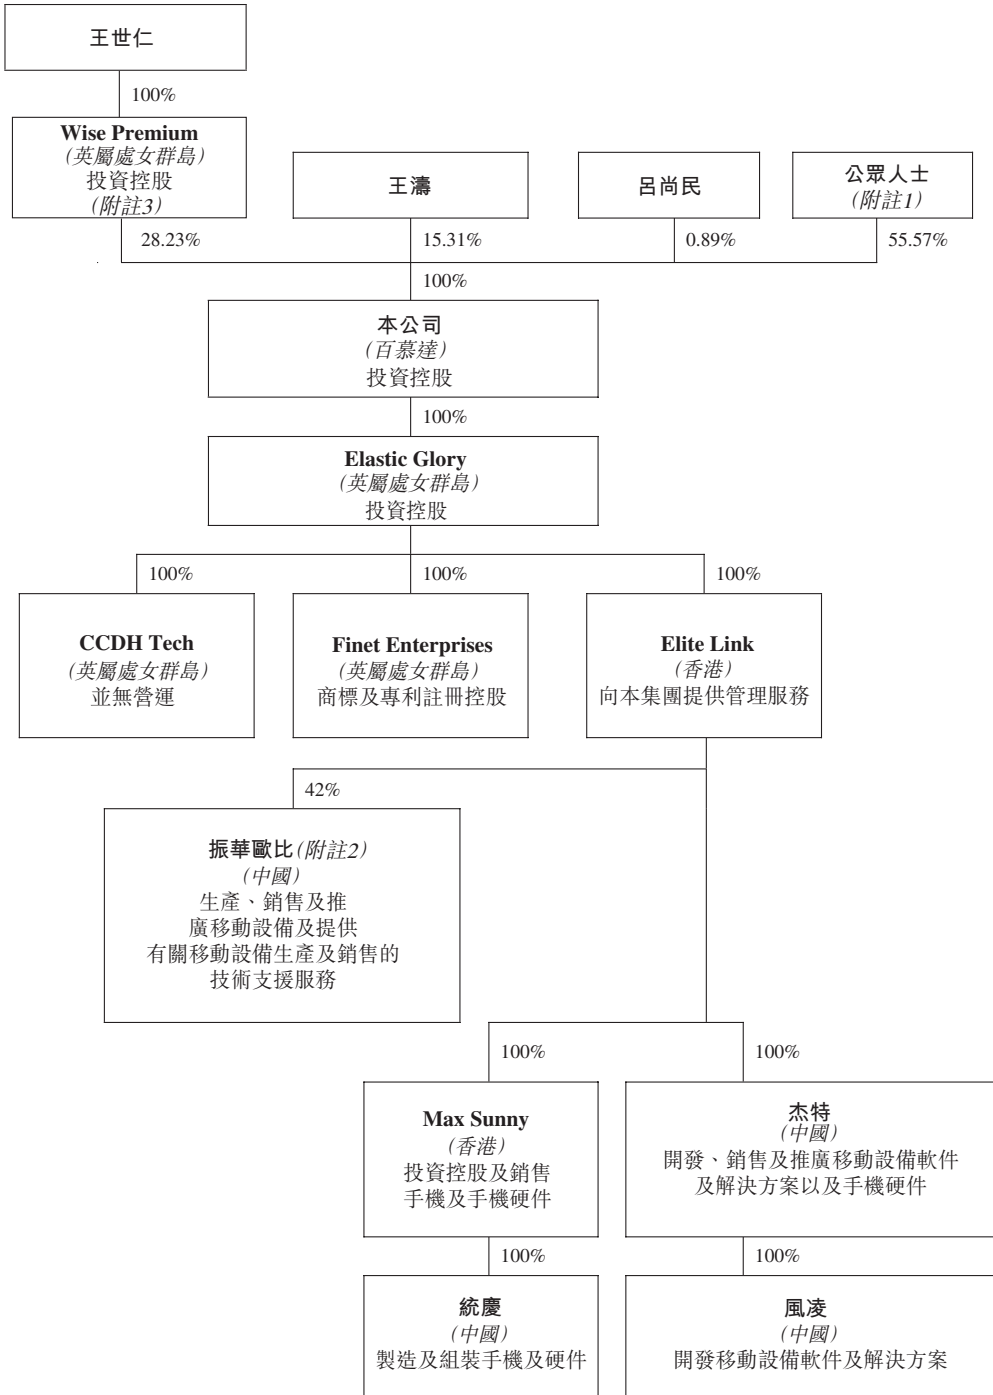 王世仁
100%
Wise Premium
(英屬處女群島)
投資控股
(附註3)
王濤
呂尚民
公眾人士
(附註1)
28.23%
15.31%
0.89%
55.57%
100%
本公司
(百慕達)
投資控股
100%
Elastic Glory
(英屬處女群島)
投資控股
100%
100%
100%
CCDH Tech
(英屬處女群島)
並無營運
Finet Enterprises
(英屬處女群島)
商標及專利註冊控股
Elite Link
(香港)
向本集團提供管理服務
42%
振華歐比(附註2)
(中國)
生產、銷售及推
廣移動設備及提供
有關移動設備生產及銷售的
技術支援服務
100%
100%
Max Sunny
(香港)
投資控股及銷售
手機及手機硬件
杰特
(中國)
開發、銷售及推廣移動設備軟件
及解決方案以及手機硬件
100%
100%
統慶
(中國)
製造及組裝手機及硬件
風凌
(中國)
開發移動設備軟件及解決方案